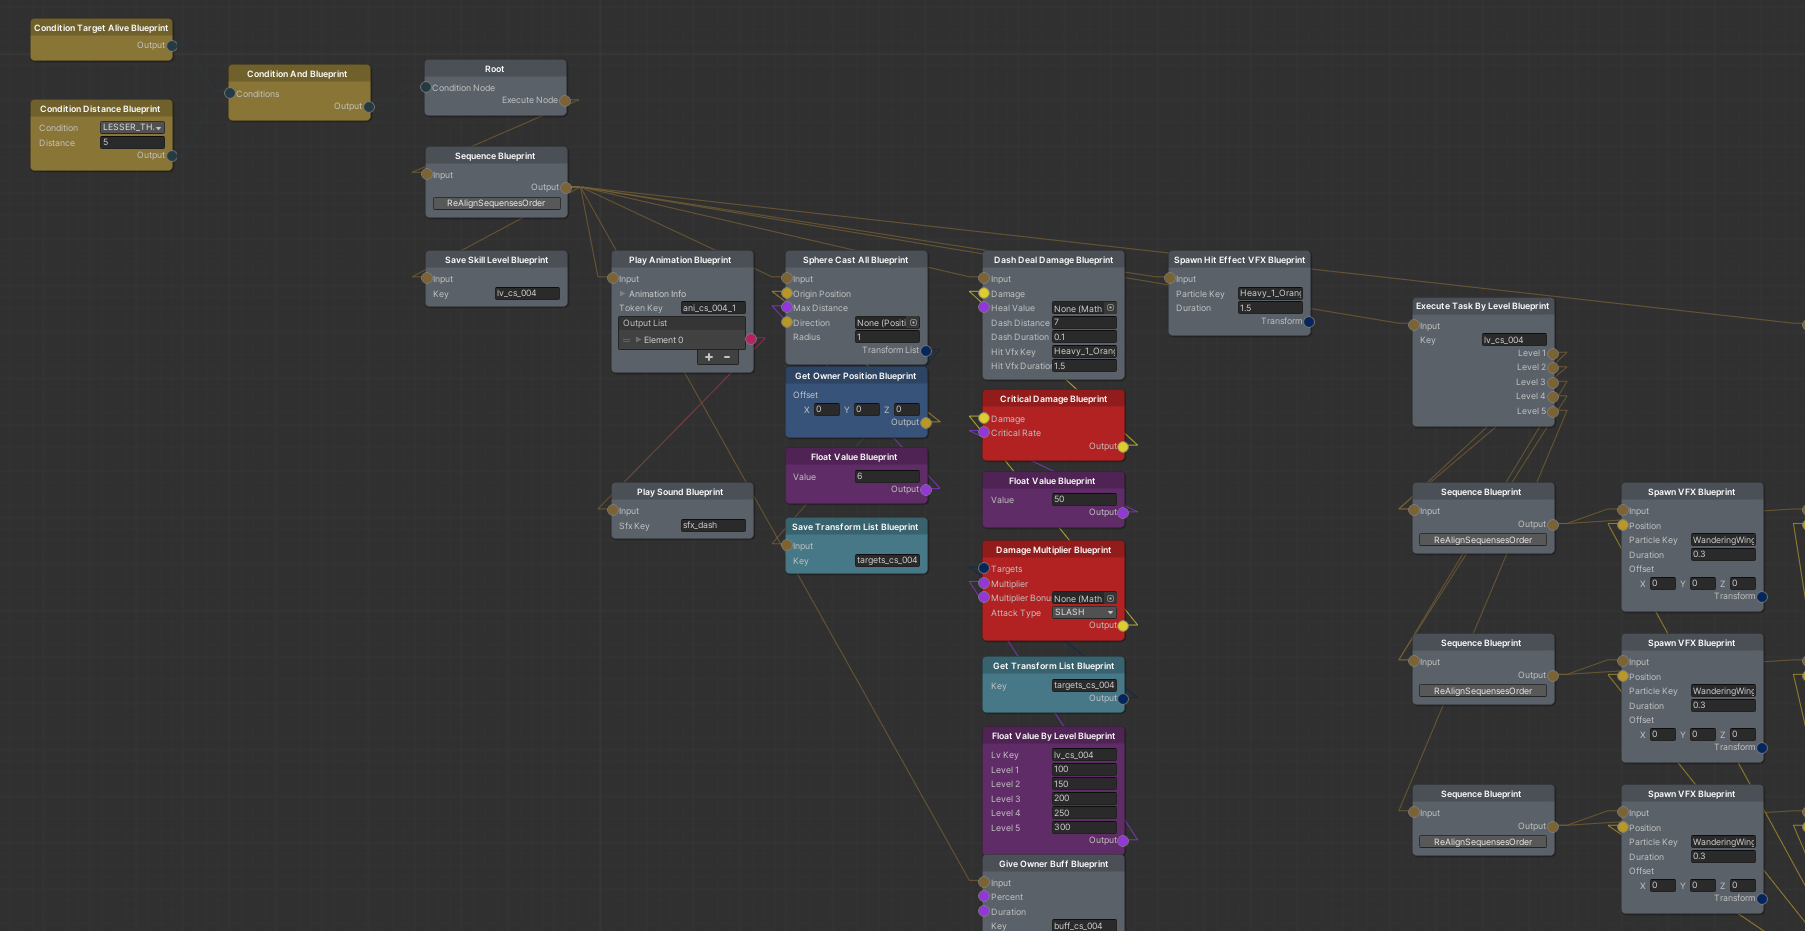 Condition Target Alive Blueprint
Output
Condition Distance Blueprint
Condition LESSER_TH.
Distance 5
Output
Condition And Blueprint
Conditions
Output
Root
Condition Node
Execute Node
Sequence Blueprint
Input
Output
ReAlignSequensesOrder
Save Skill Level Blueprint
Input
Key lv_cs_004
Play Animation Blueprint
Input
Animation Info
Token Key ani_cs_004_1
Output List
Element 0
+ −
Play Sound Blueprint
Input
Sfx Key sfx_dash
Sphere Cast All Blueprint
Input
Origin Position
Max Distance
Direction None (Positi
Radius 1
Transform List
Get Owner Position Blueprint
Offset
X 0 Y 0 Z 0
Output
Float Value Blueprint
Value 6
Output
Save Transform List Blueprint
Input
Key targets_cs_004
Dash Deal Damage Blueprint
Input
Damage
Heal Value None (Math
Dash Distance 7
Dash Duration 0.1
Hit Vfx Key Heavy_1_Orang
Hit Vfx Duratio 1.5
Critical Damage Blueprint
Damage
Critical Rate
Output
Float Value Blueprint
Value 50
Output
Damage Multiplier Blueprint
Targets
Multiplier
Multiplier Bonu None (Math
Attack Type SLASH
Output
Get Transform List Blueprint
Key targets_cs_004
Output
Float Value By Level Blueprint
Lv Key lv_cs_004
Level 1 100
Level 2 150
Level 3 200
Level 4 250
Level 5 300
Output
Give Owner Buff Blueprint
Input
Percent
Duration
Key buff_cs_004
Spawn Hit Effect VFX Blueprint
Input
Particle Key Heavy_1_Orang
Duration 1.5
Transform
Execute Task By Level Blueprint
Input
Key lv_cs_004
Level 1
Level 2
Level 3
Level 4
Level 5
Sequence Blueprint
Input
Output
ReAlignSequensesOrder
Spawn VFX Blueprint
Input
Position
Particle Key WanderingWing
Duration 0.3
Offset
X 0 Y 0 Z 0
Transform
Sequence Blueprint
Input
Output
ReAlignSequensesOrder
Spawn VFX Blueprint
Input
Position
Particle Key WanderingWing
Duration 0.3
Offset
X 0 Y 0 Z 0
Transform
Sequence Blueprint
Input
Output
ReAlignSequensesOrder
Spawn VFX Blueprint
Input
Position
Particle Key WanderingWing
Duration 0.3
Offset
X 0 Y 0 Z 0
Transform